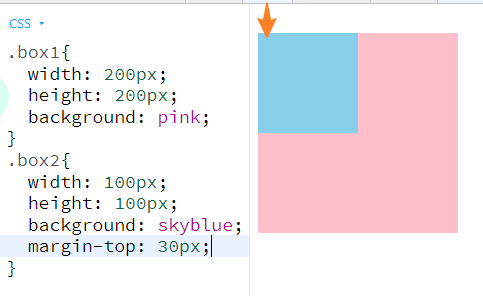 CSS
.box1{
width: 200px;
height: 200px;
background: pink;
}
.box2{
width: 100px;
height: 100px;
background: skyblue;
margin-top: 30px;
}